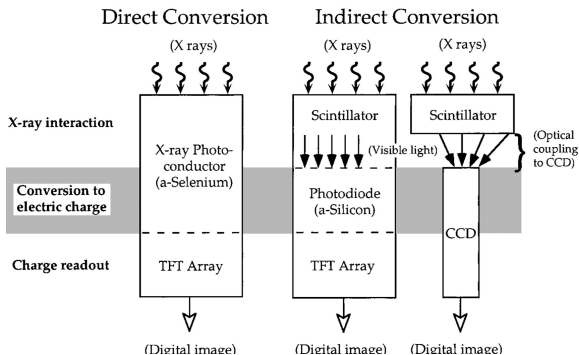 Direct Conversion
Indirect Conversion
(X rays)
(X rays)
(X rays)
X-ray interaction
X-ray Photo-
conductor
(a-Selenium)
Scintillator
Scintillator
(Visible light)
(Optical
coupling
to CCD)
Conversion to
electric charge
Photodiode
(a-Silicon)
CCD
Charge readout
TFT Array
TFT Array
(Digital image)
(Digital image)
(Digital image)